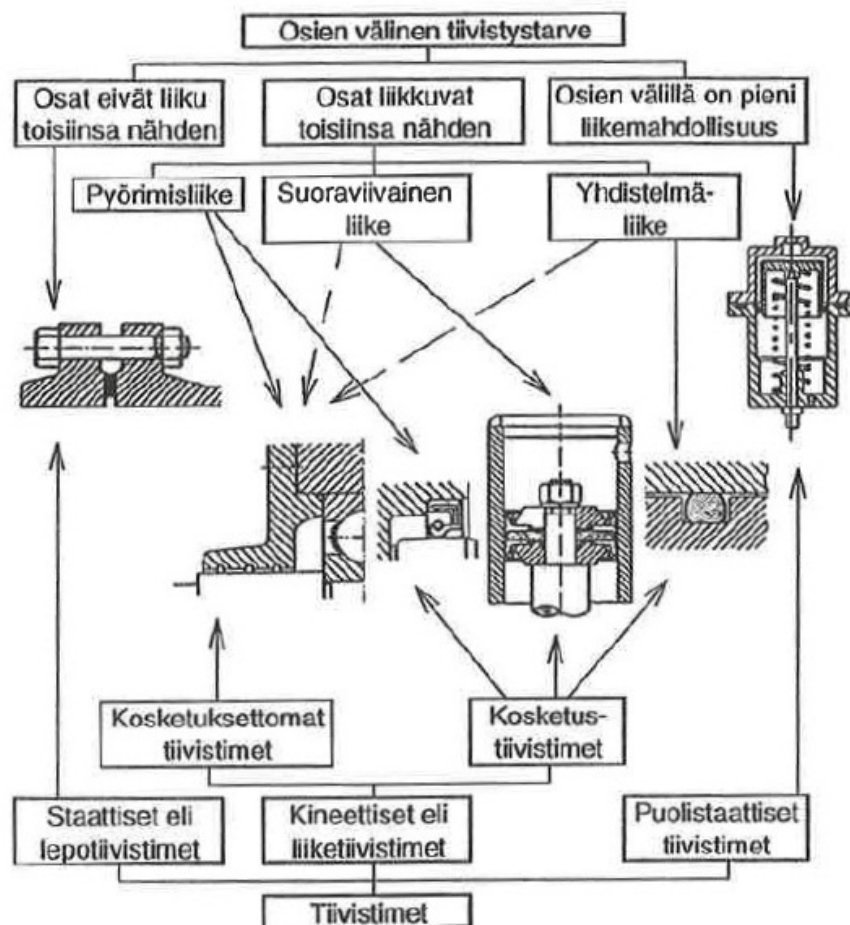 Osien välinen tiivistystarve
Osat eivät liiku
toisiinsa nähden
Osat liikkuvat
toisiinsa nähden
Osien välillä on pieni
liikemahdollisuus
Pyörimisliike
Suoraviivainen
liike
Yhdistelmä-
liike
Kosketuksettomat
tiivistimet
Kosketus-
tiivistimet
Staattiset eli
lepotiivistimet
Kineettiset eli
liiketiivistimet
Puolistaattiset
tiivistimet
Tiivistimet